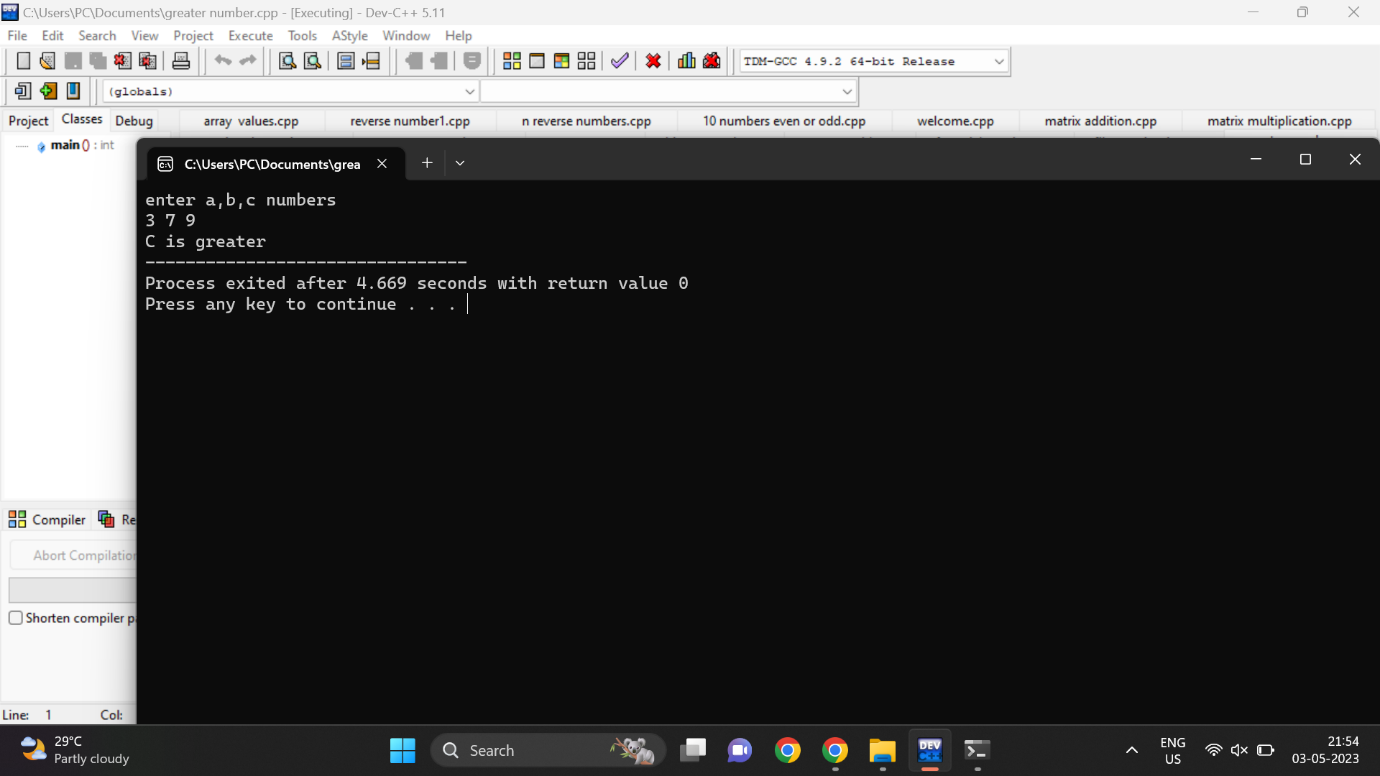 C:\Users\PC\Documents\greater number.cpp - [Executing] - Dev-C++ 5.11
File Edit Search View Project Execute Tools AStyle Window Help
TDM-GCC 4.9.2 64-bit Release
(globals)
Project Classes Debug array values.cpp reverse number1.cpp n reverse numbers.cpp 10 numbers even or odd.cpp welcome.cpp matrix addition.cpp matrix multiplication.cpp
main () : int
C:\Users\PC\Documents\grea
enter a,b,c numbers
3 7 9
C is greater
--------------------------------
Process exited after 4.669 seconds with return value 0
Press any key to continue . . .
Compiler
Abort Compilation
Shorten compiler
Line: 1 Col:
29°C
Partly cloudy
Search
DEV
C++
ENG
US
21:54
03-05-2023